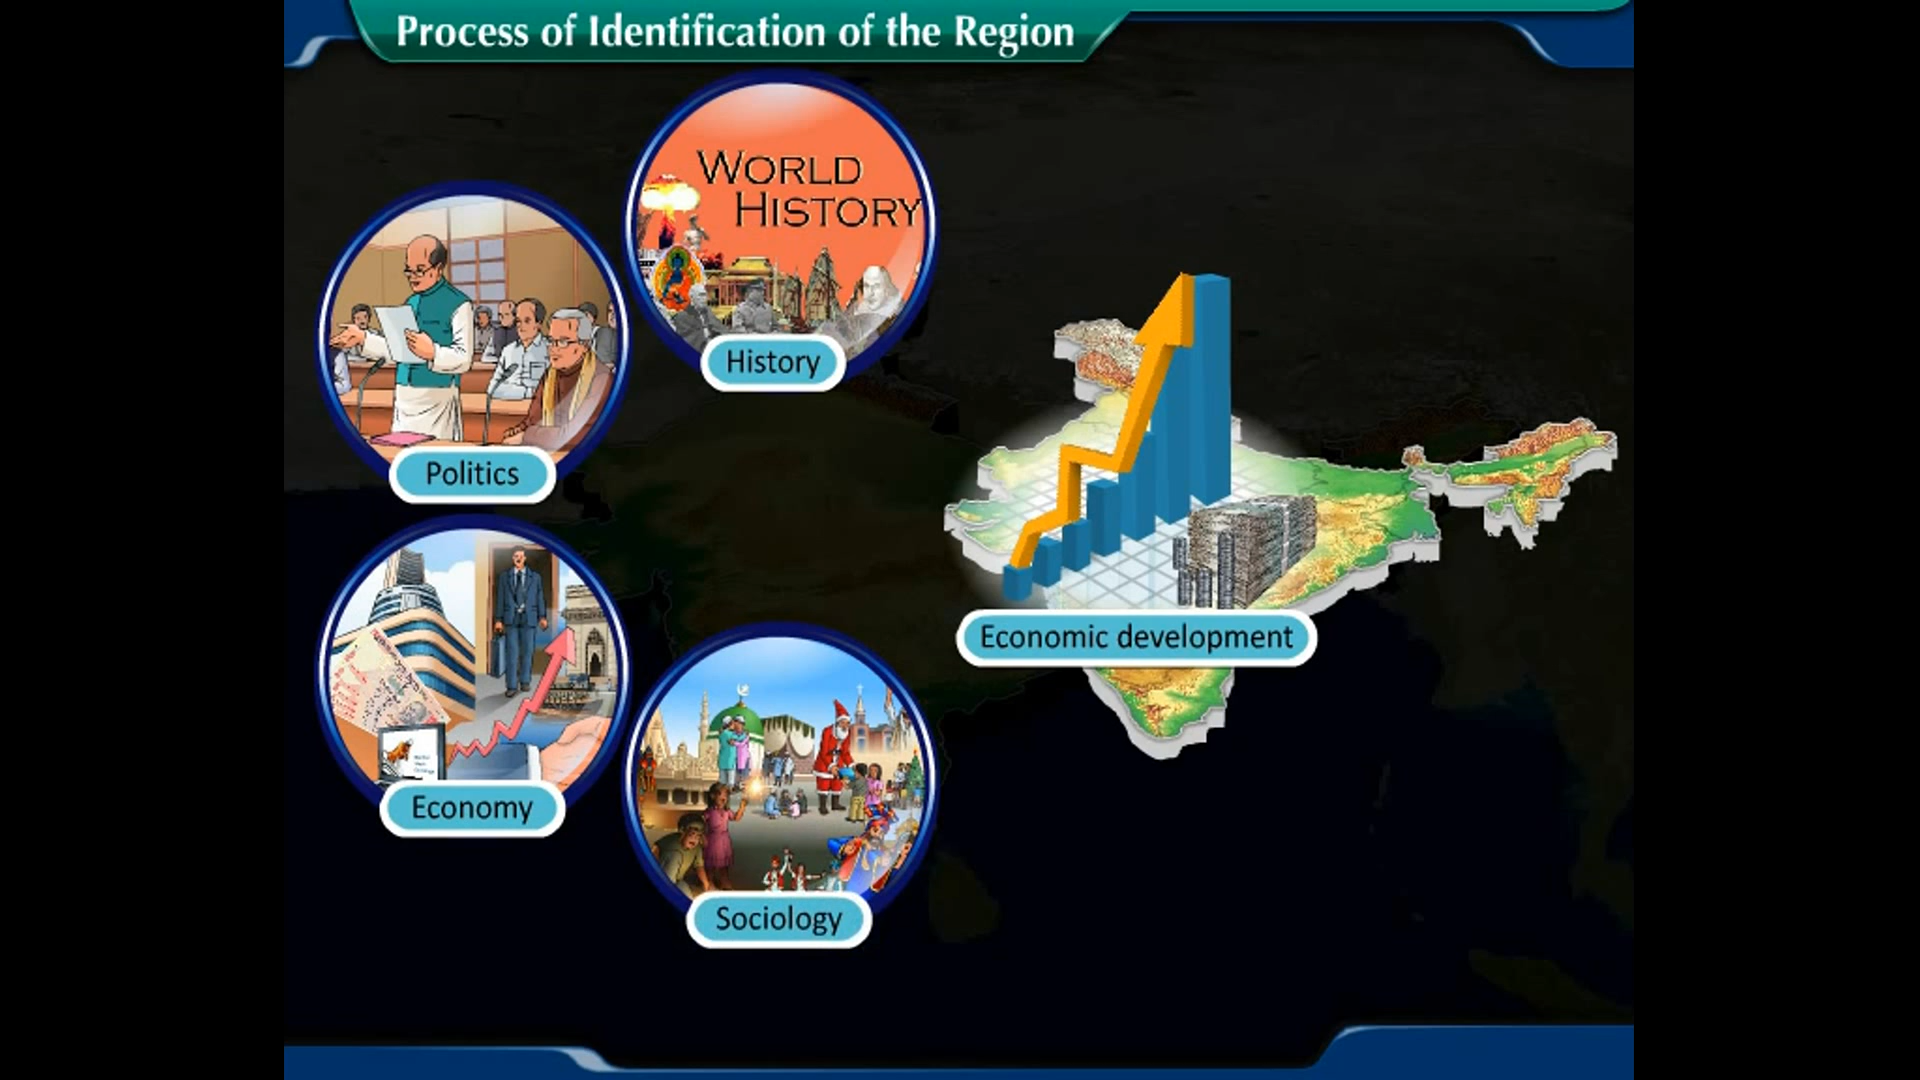 Process of Identification of the Region
WORLD
HISTORY
History
Politics
Economy
Economic development
Sociology